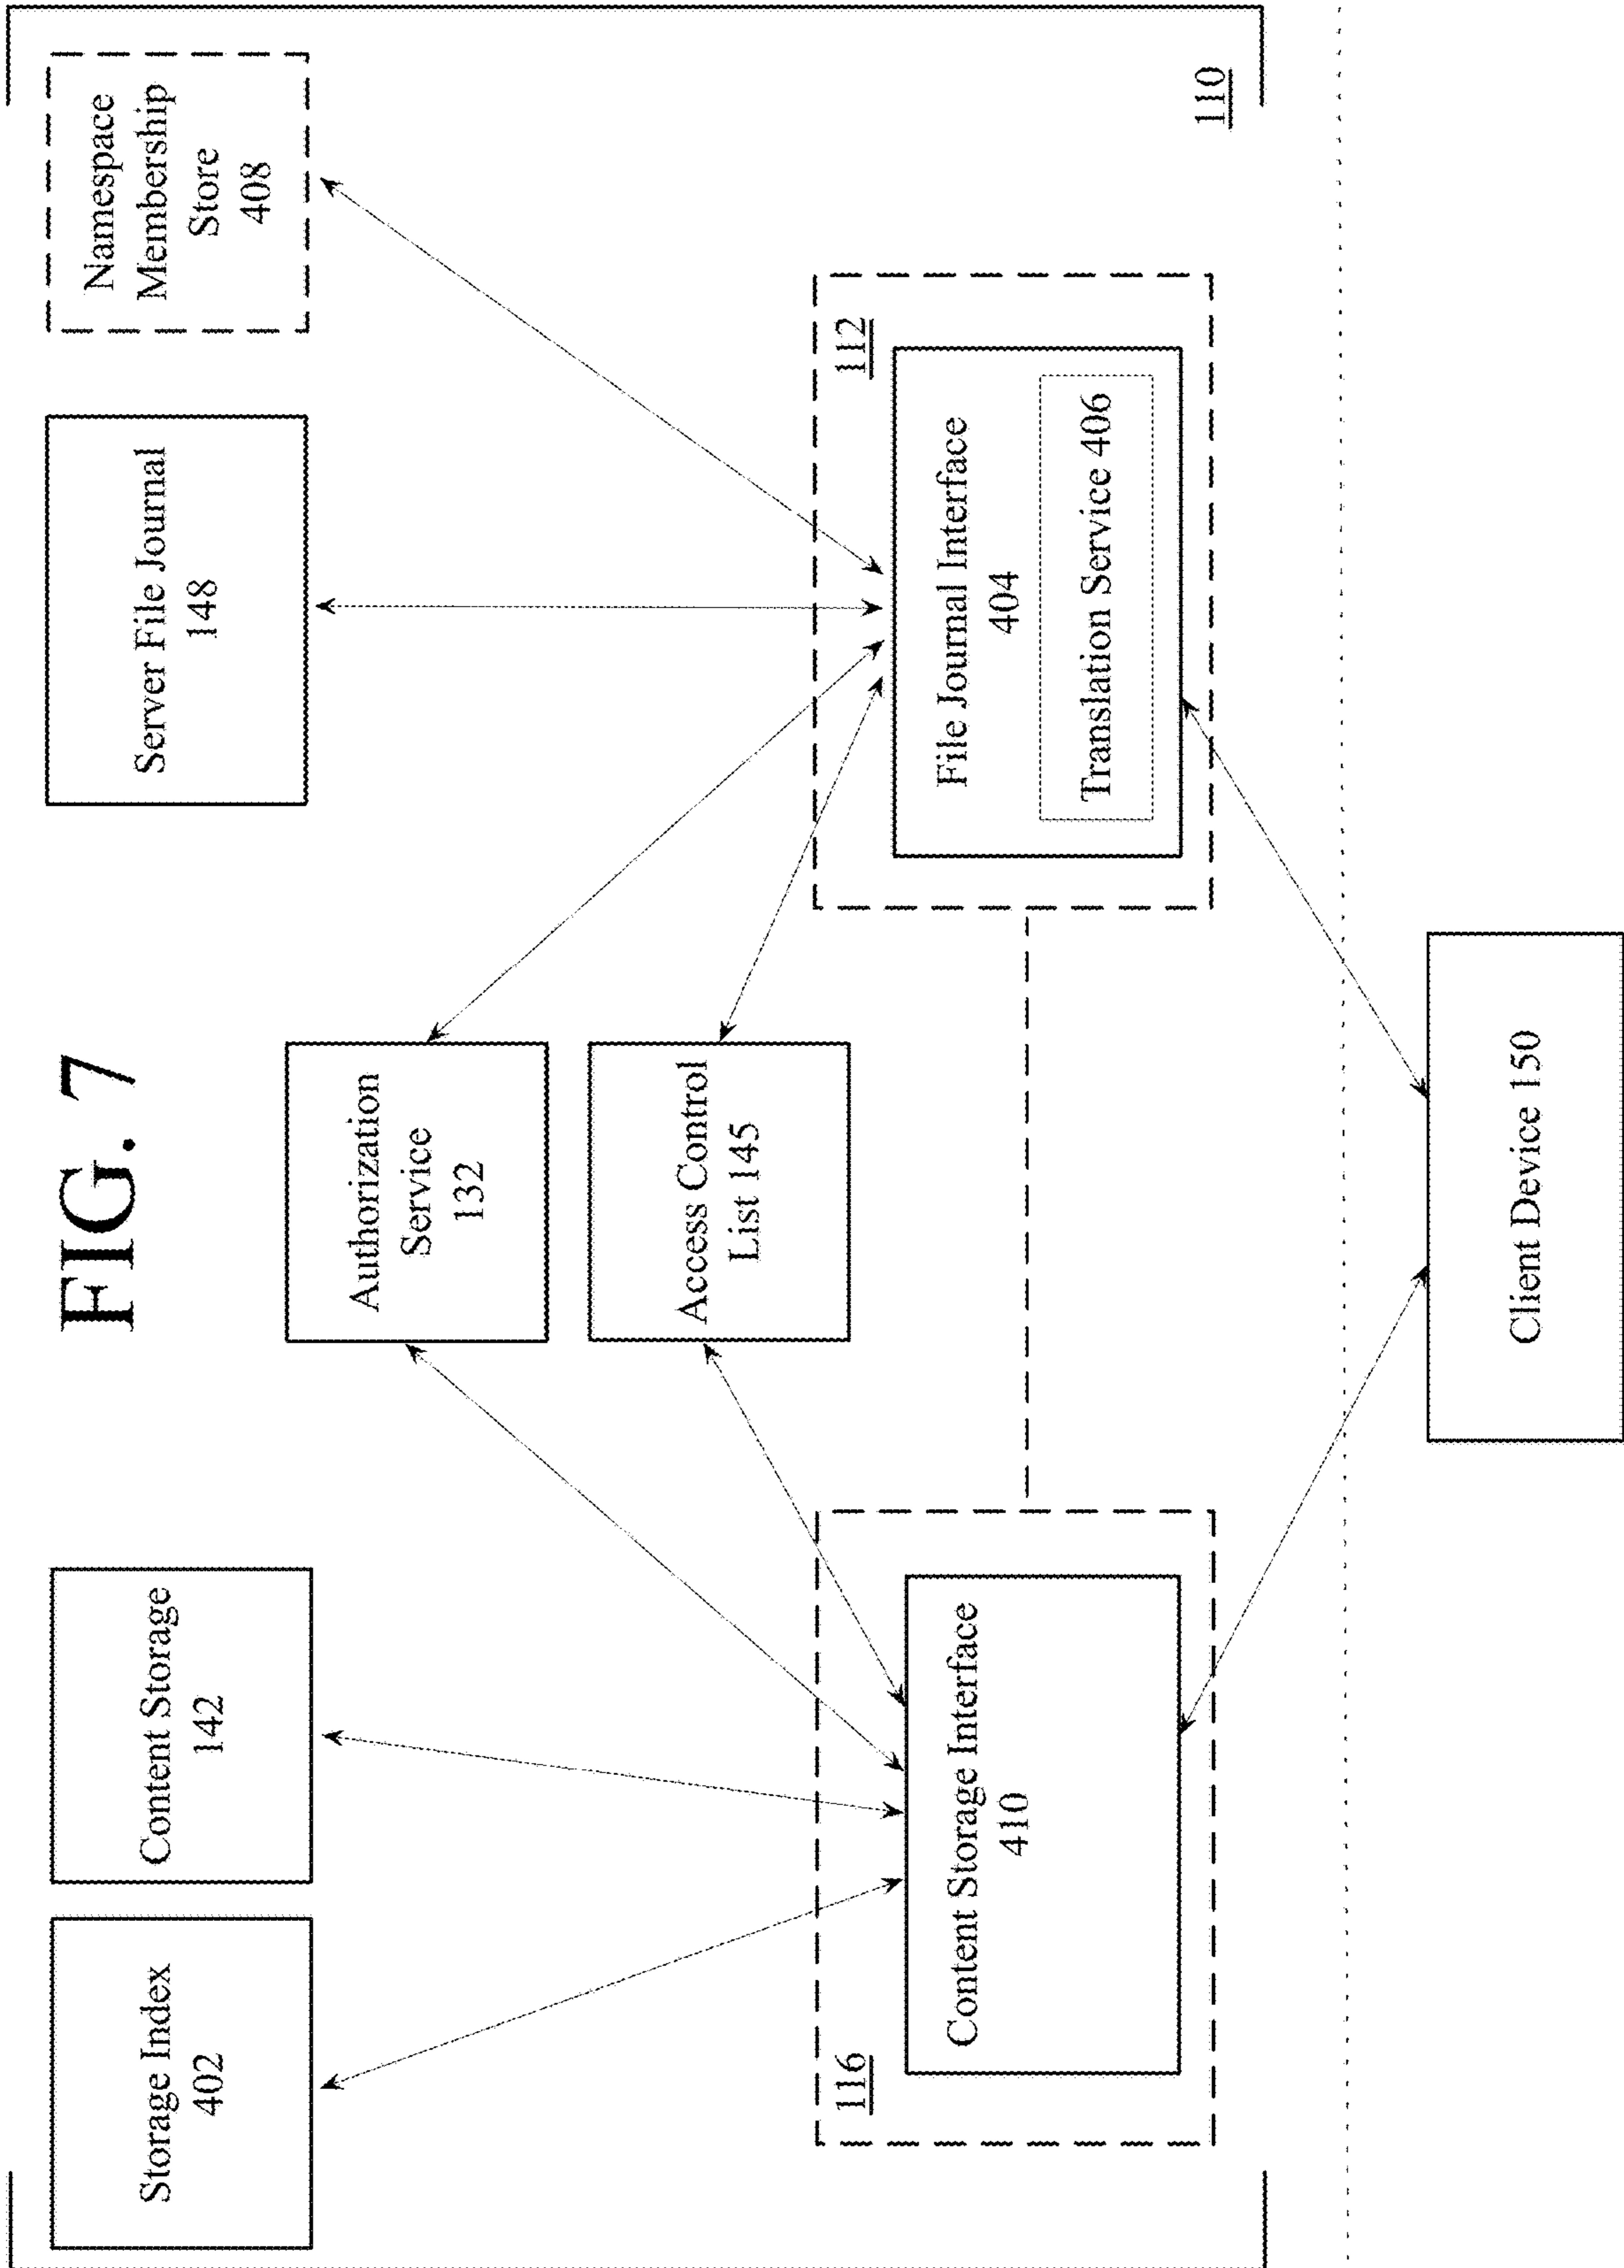 FIG. 7
Storage Index
402
Content Storage
142
Authorization
Service
132
Access Control
List 145
Server File Journal
148
Namespace
Membership
Store
408
116
Content Storage Interface
410
112
File Journal Interface
404
Translation Service 406
110
Client Device 150